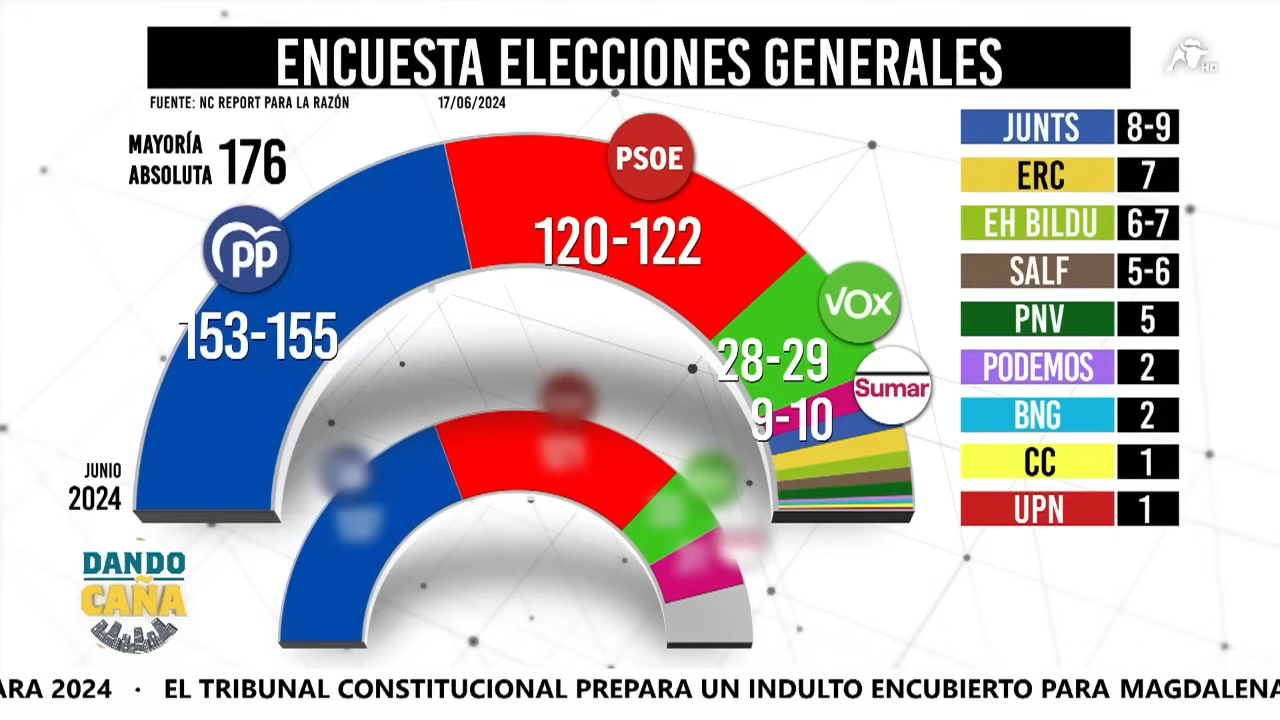 ENCUESTA ELECCIONES GENERALES
HD
FUENTE: NC REPORT PARA LA RAZÓN
17/06/2024
MAYORÍA
ABSOLUTA
176
PP
153-155
PSOE
120-122
VOX
28-29
Sumar
9-10
JUNIO
2024
JUNTS 8-9
ERC 7
EH BILDU 6-7
SALF 5-6
PNV 5
PODEMOS 2
BNG 2
CC 1
UPN 1
DANDO
CAÑA
ARA 2024 · EL TRIBUNAL CONSTITUCIONAL PREPARA UN INDULTO ENCUBIERTO PARA MAGDALENA